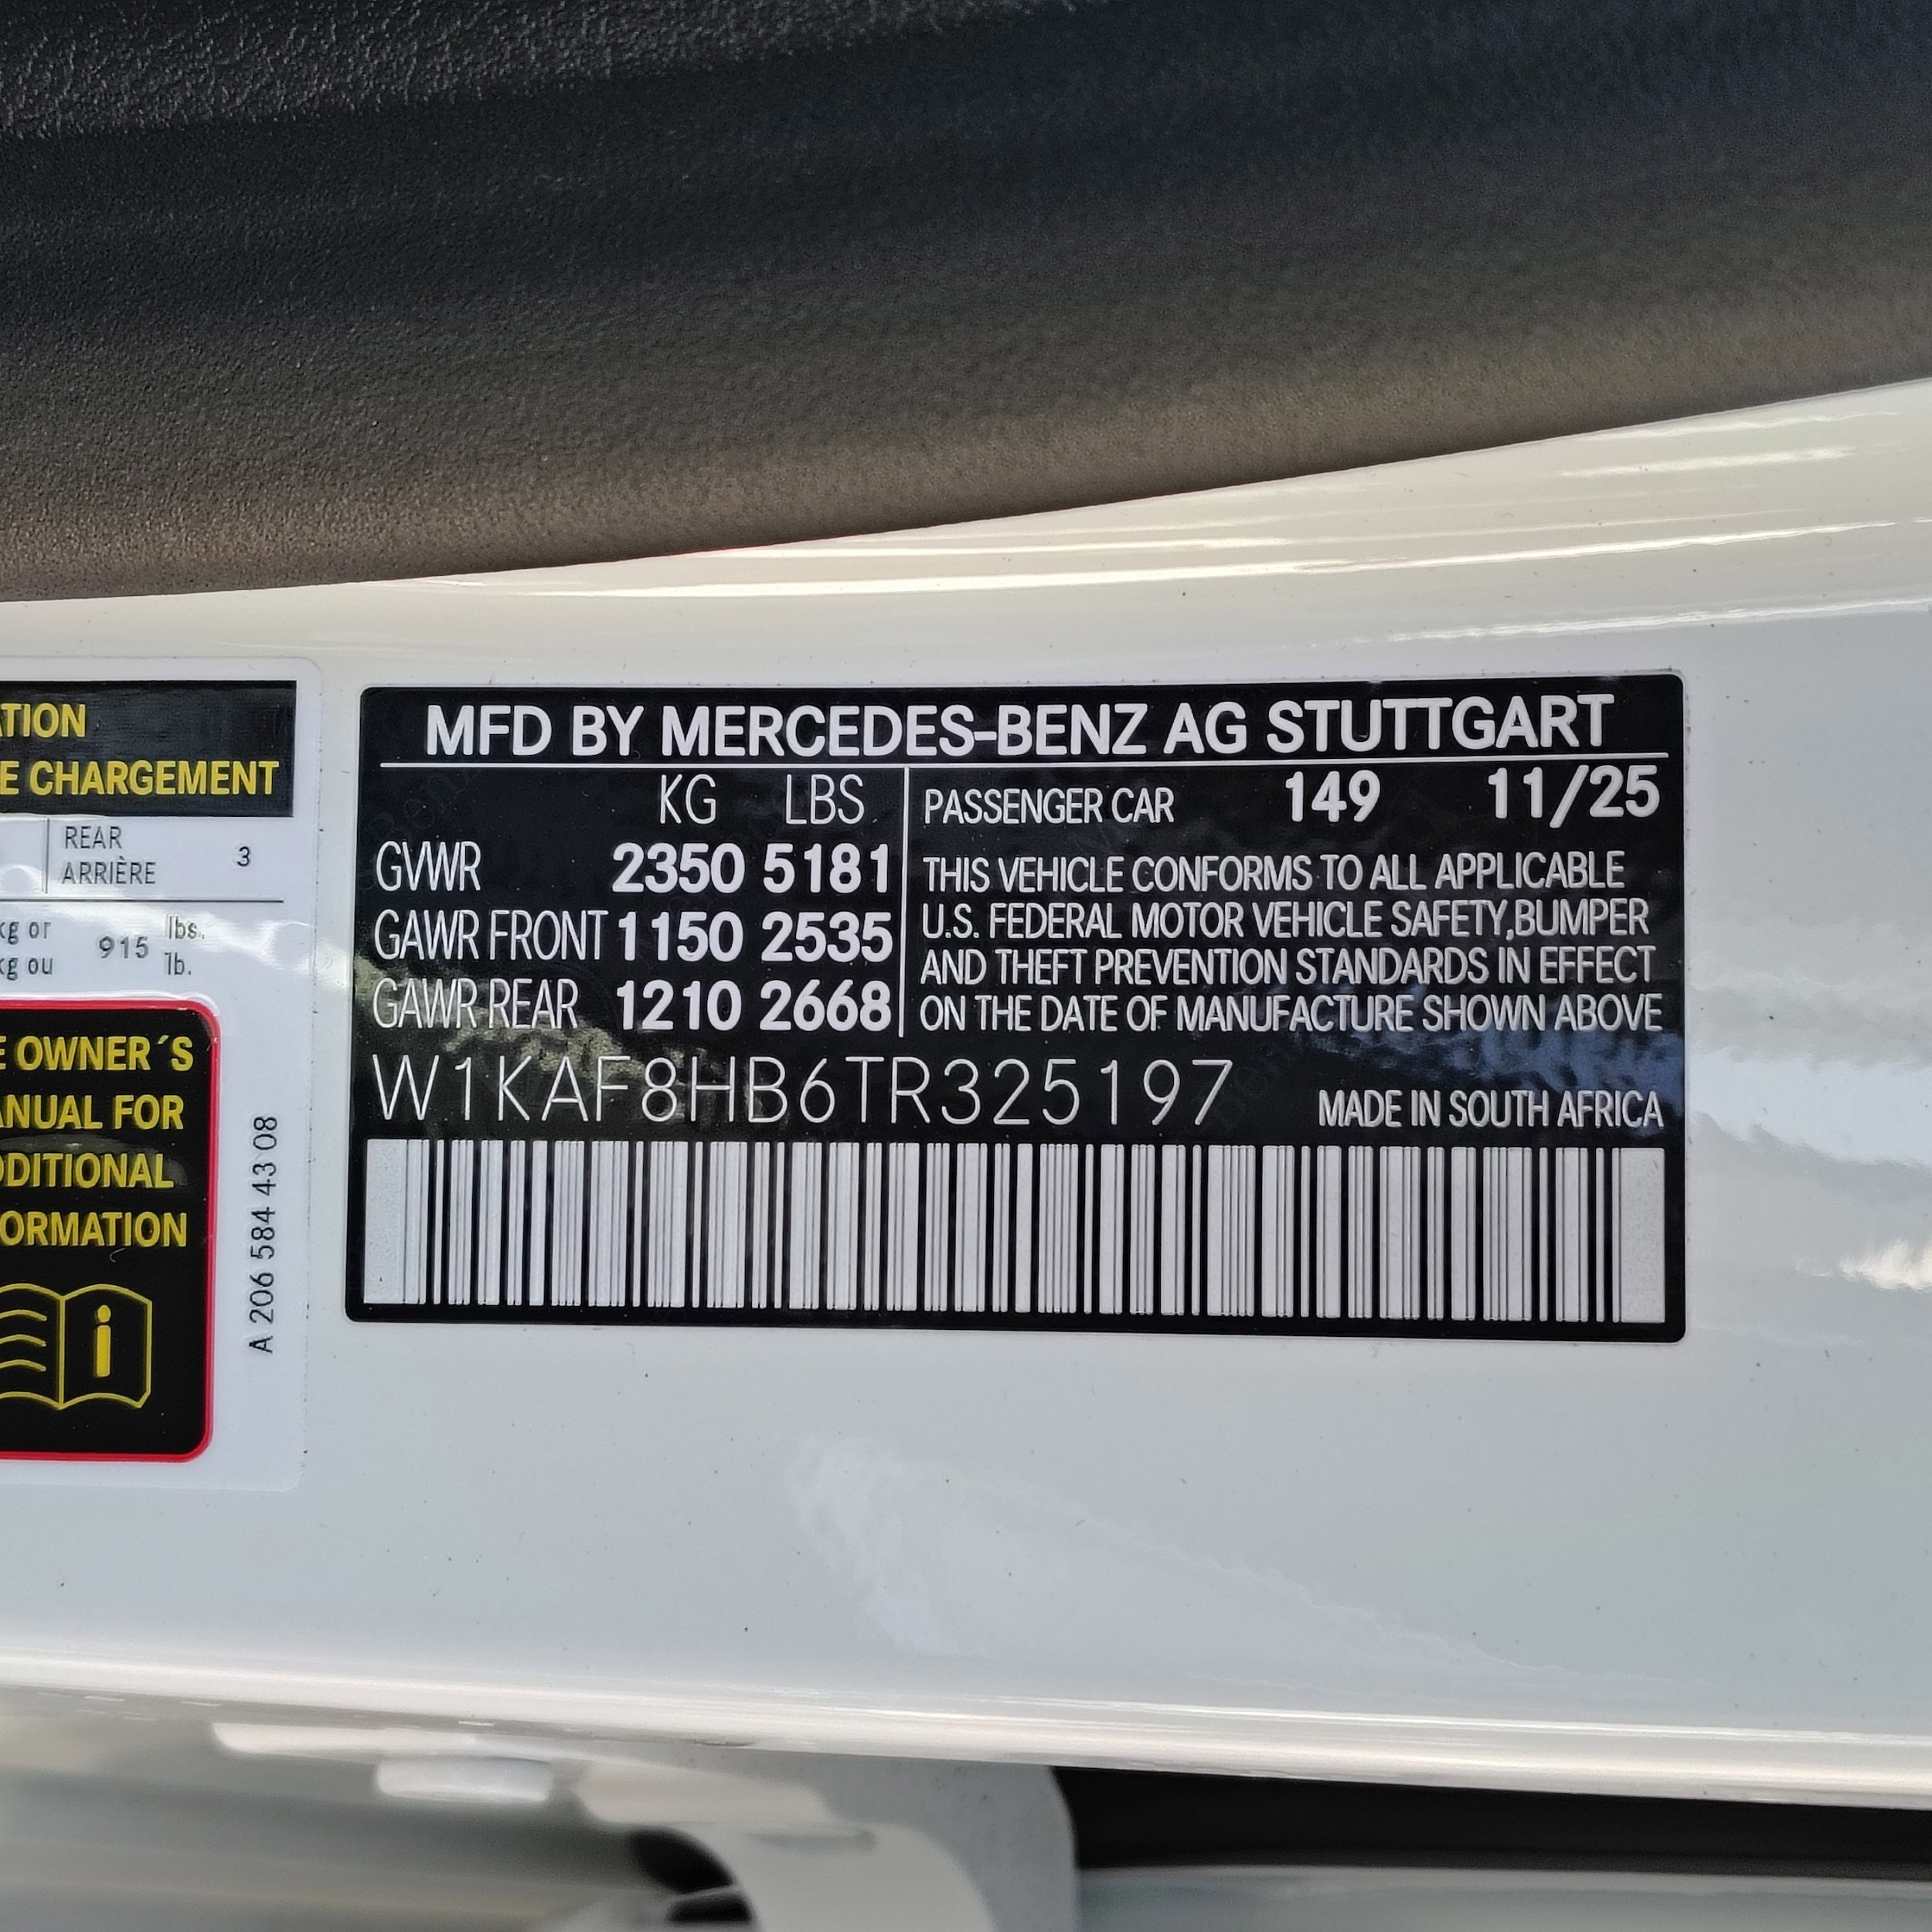 ATION
E CHARGEMENT
REAR
ARRIÈRE 3
kg or 915 lbs.
kg ou lb.
E OWNER´S
ANUAL FOR
DDITIONAL
ORMATION
A 206 584 43 08
MFD BY MERCEDES-BENZ AG STUTTGART
KG LBS
GVWR 2350 5181
GAWR FRONT 1150 2535
GAWR REAR 1210 2668
PASSENGER CAR 149 11/25
THIS VEHICLE CONFORMS TO ALL APPLICABLE
U.S. FEDERAL MOTOR VEHICLE SAFETY,BUMPER
AND THEFT PREVENTION STANDARDS IN EFFECT
ON THE DATE OF MANUFACTURE SHOWN ABOVE
W1KAF8HB6TR325197
MADE IN SOUTH AFRICA